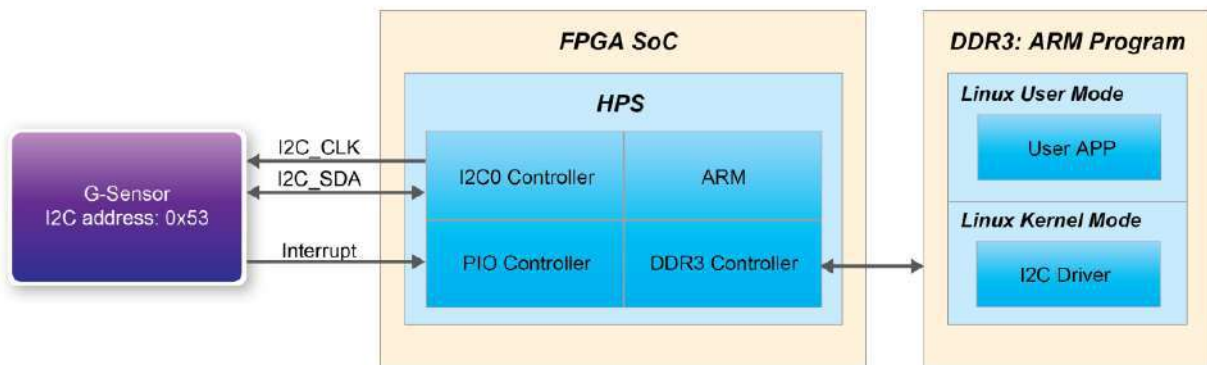 FPGA SoC
HPS
G-Sensor
I2C address: 0x53
I2C_CLK
I2C_SDA
Interrupt
I2C0 Controller
ARM
PIO Controller
DDR3 Controller
DDR3: ARM Program
Linux User Mode
User APP
Linux Kernel Mode
I2C Driver